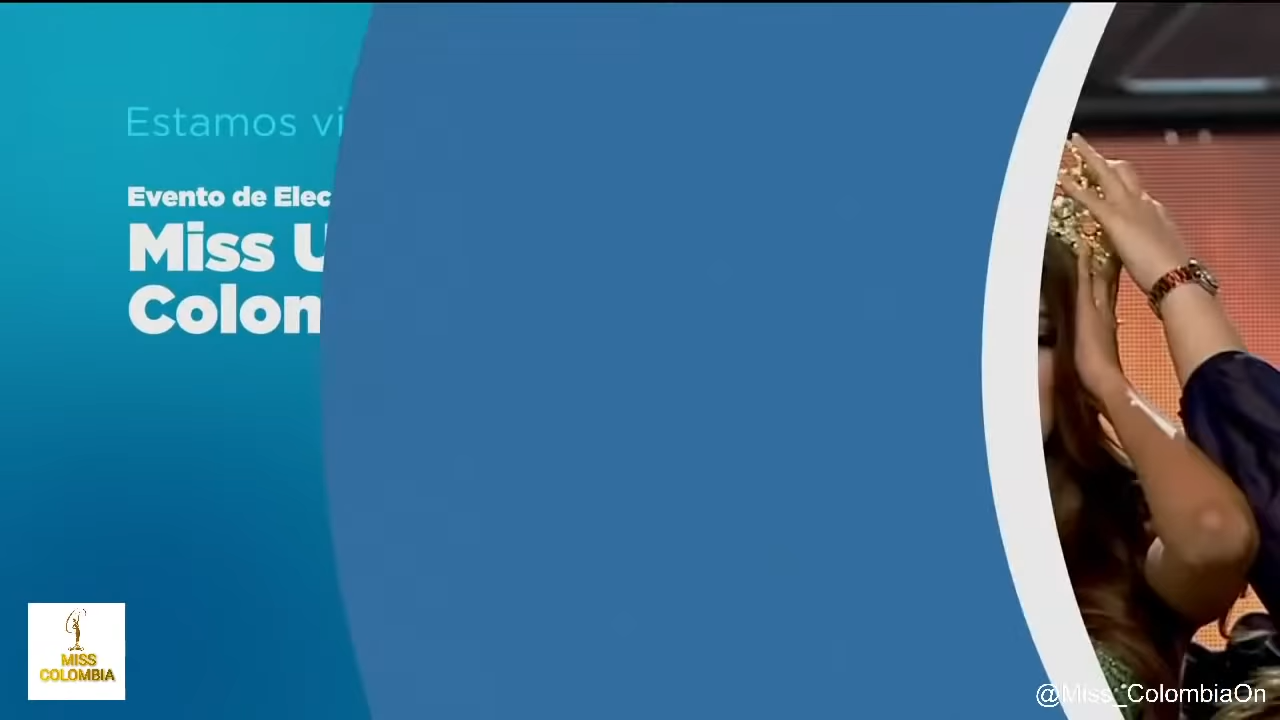 Estamos vi
Evento de Elec
Miss U
Colom
MISS
COLOMBIA
@Miss_ColombiaOn